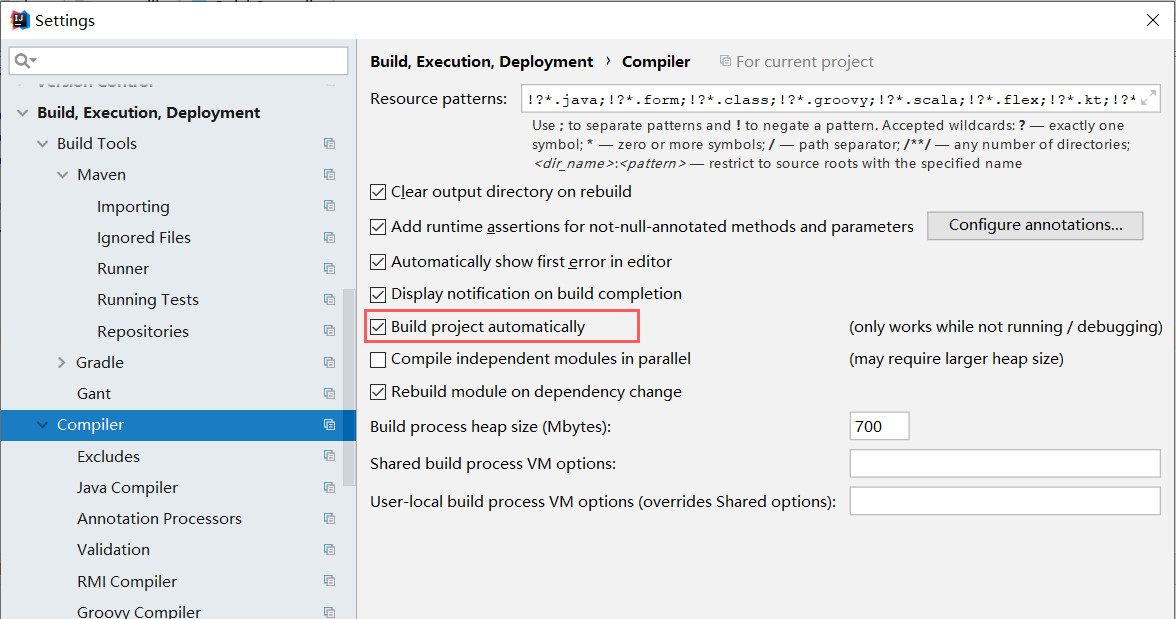 Settings
Version Control
Build, Execution, Deployment
Build Tools
Maven
Importing
Ignored Files
Runner
Running Tests
Repositories
Gradle
Gant
Compiler
Excludes
Java Compiler
Annotation Processors
Validation
RMI Compiler
Groovy Compiler
Build, Execution, Deployment › Compiler For current project
Resource patterns: !?*.java;!?*.form;!?*.class;!?*.groovy;!?*.scala;!?*.flex;!?*.kt;!?*
Use ; to separate patterns and ! to negate a pattern. Accepted wildcards: ? — exactly one
symbol; * — zero or more symbols; / — path separator; /**/ — any number of directories;
<dir_name>:<pattern> — restrict to source roots with the specified name
Clear output directory on rebuild
Add runtime assertions for not-null-annotated methods and parameters Configure annotations...
Automatically show first error in editor
Display notification on build completion
Build project automatically (only works while not running / debugging)
Compile independent modules in parallel (may require larger heap size)
Rebuild module on dependency change
Build process heap size (Mbytes): 700
Shared build process VM options:
User-local build process VM options (overrides Shared options):